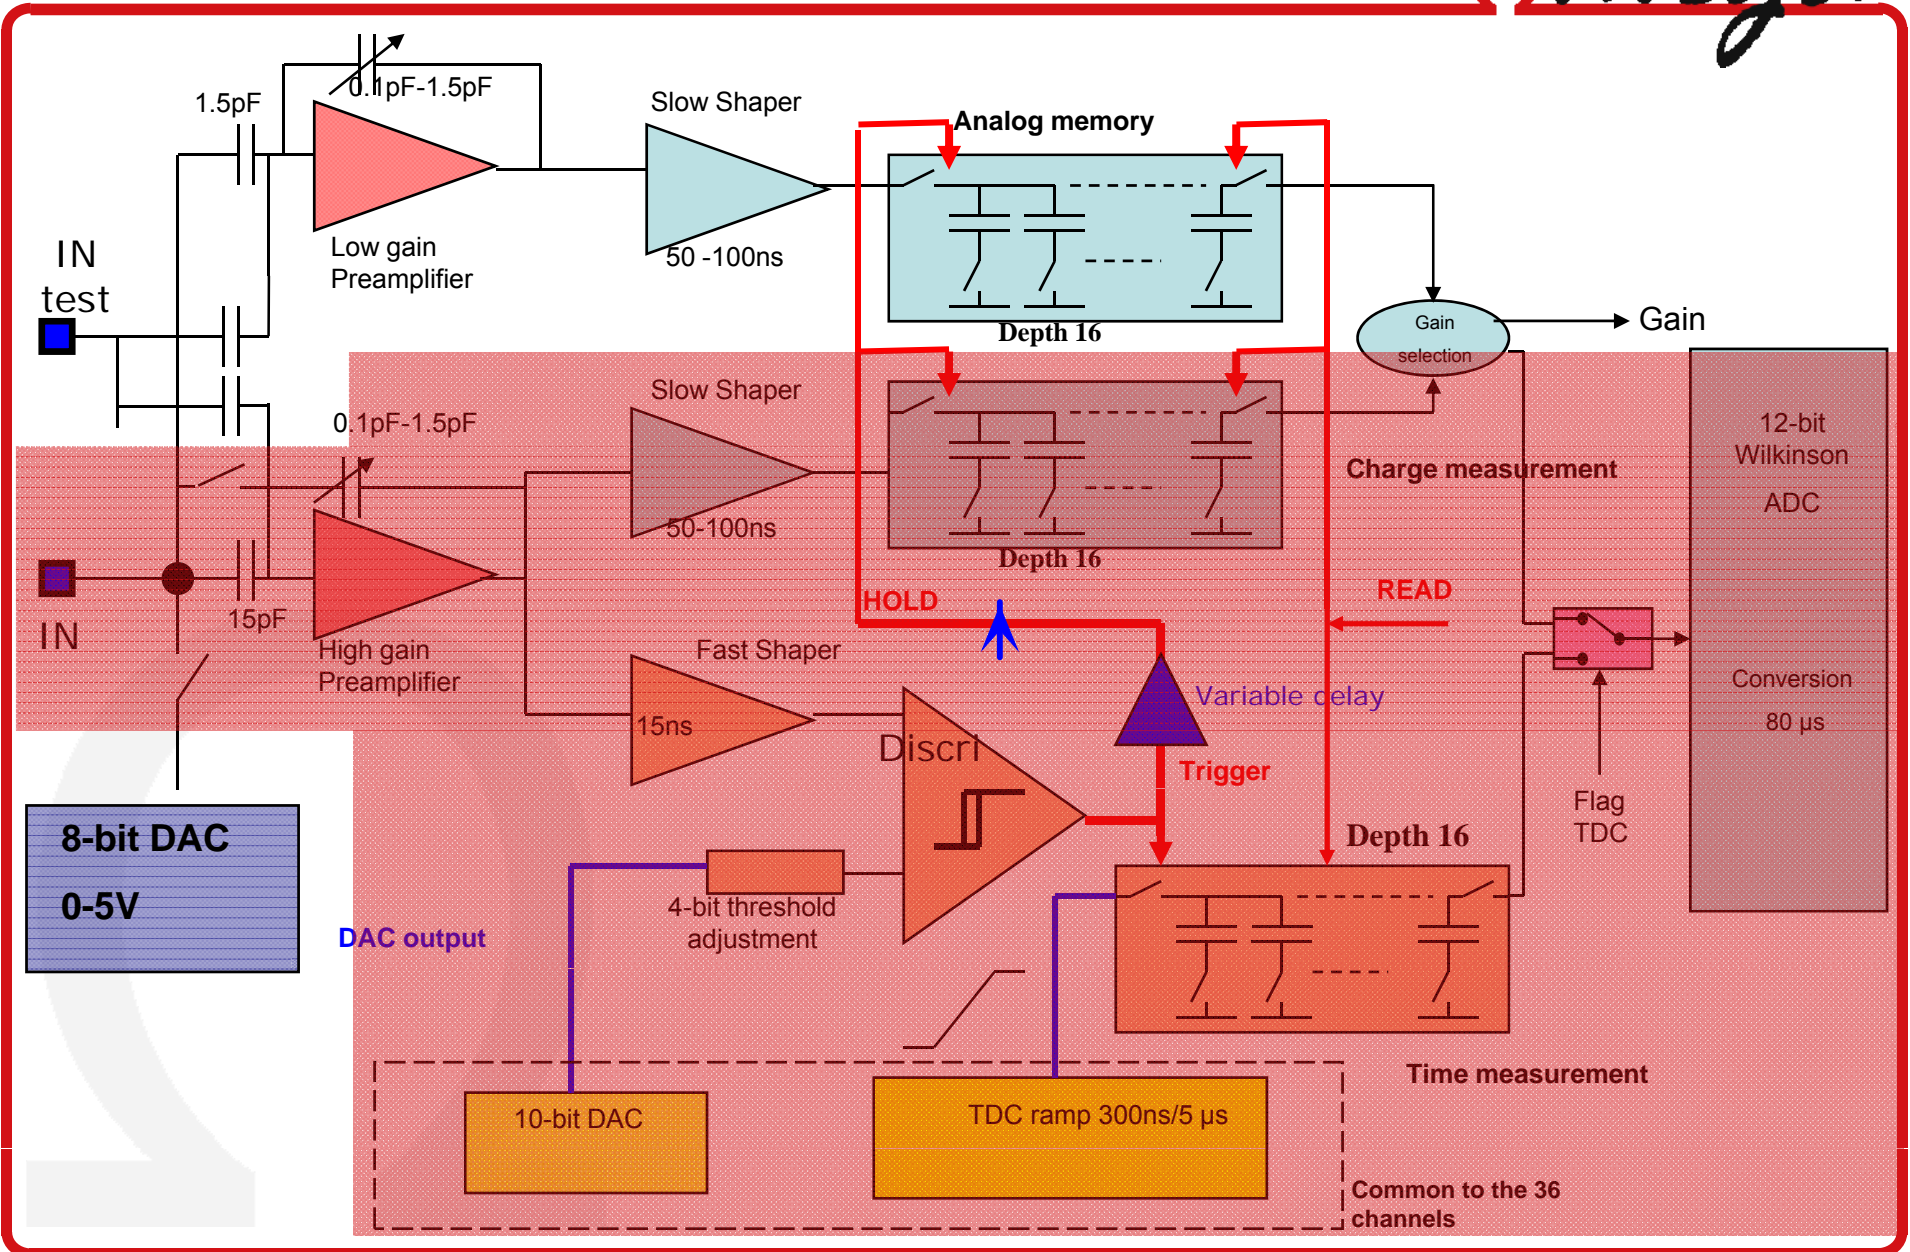 0.1pF-1.5pF
1.5pF
Slow Shaper
Analog memory
IN
test
Low gain
Preamplifier
50 -100ns
Depth 16
Gain
selection
Gain
Slow Shaper
0.1pF-1.5pF
12-bit
Wilkinson
ADC
Charge measurement
50-100ns
Depth 16
HOLD
READ
15pF
IN
High gain
Preamplifier
Fast Shaper
Variable delay
Conversion
80 µs
15ns
Discri
Trigger
Flag
TDC
8-bit DAC
0-5V
Depth 16
4-bit threshold
adjustment
DAC output
Time measurement
10-bit DAC
TDC ramp 300ns/5 µs
Common to the 36
channels